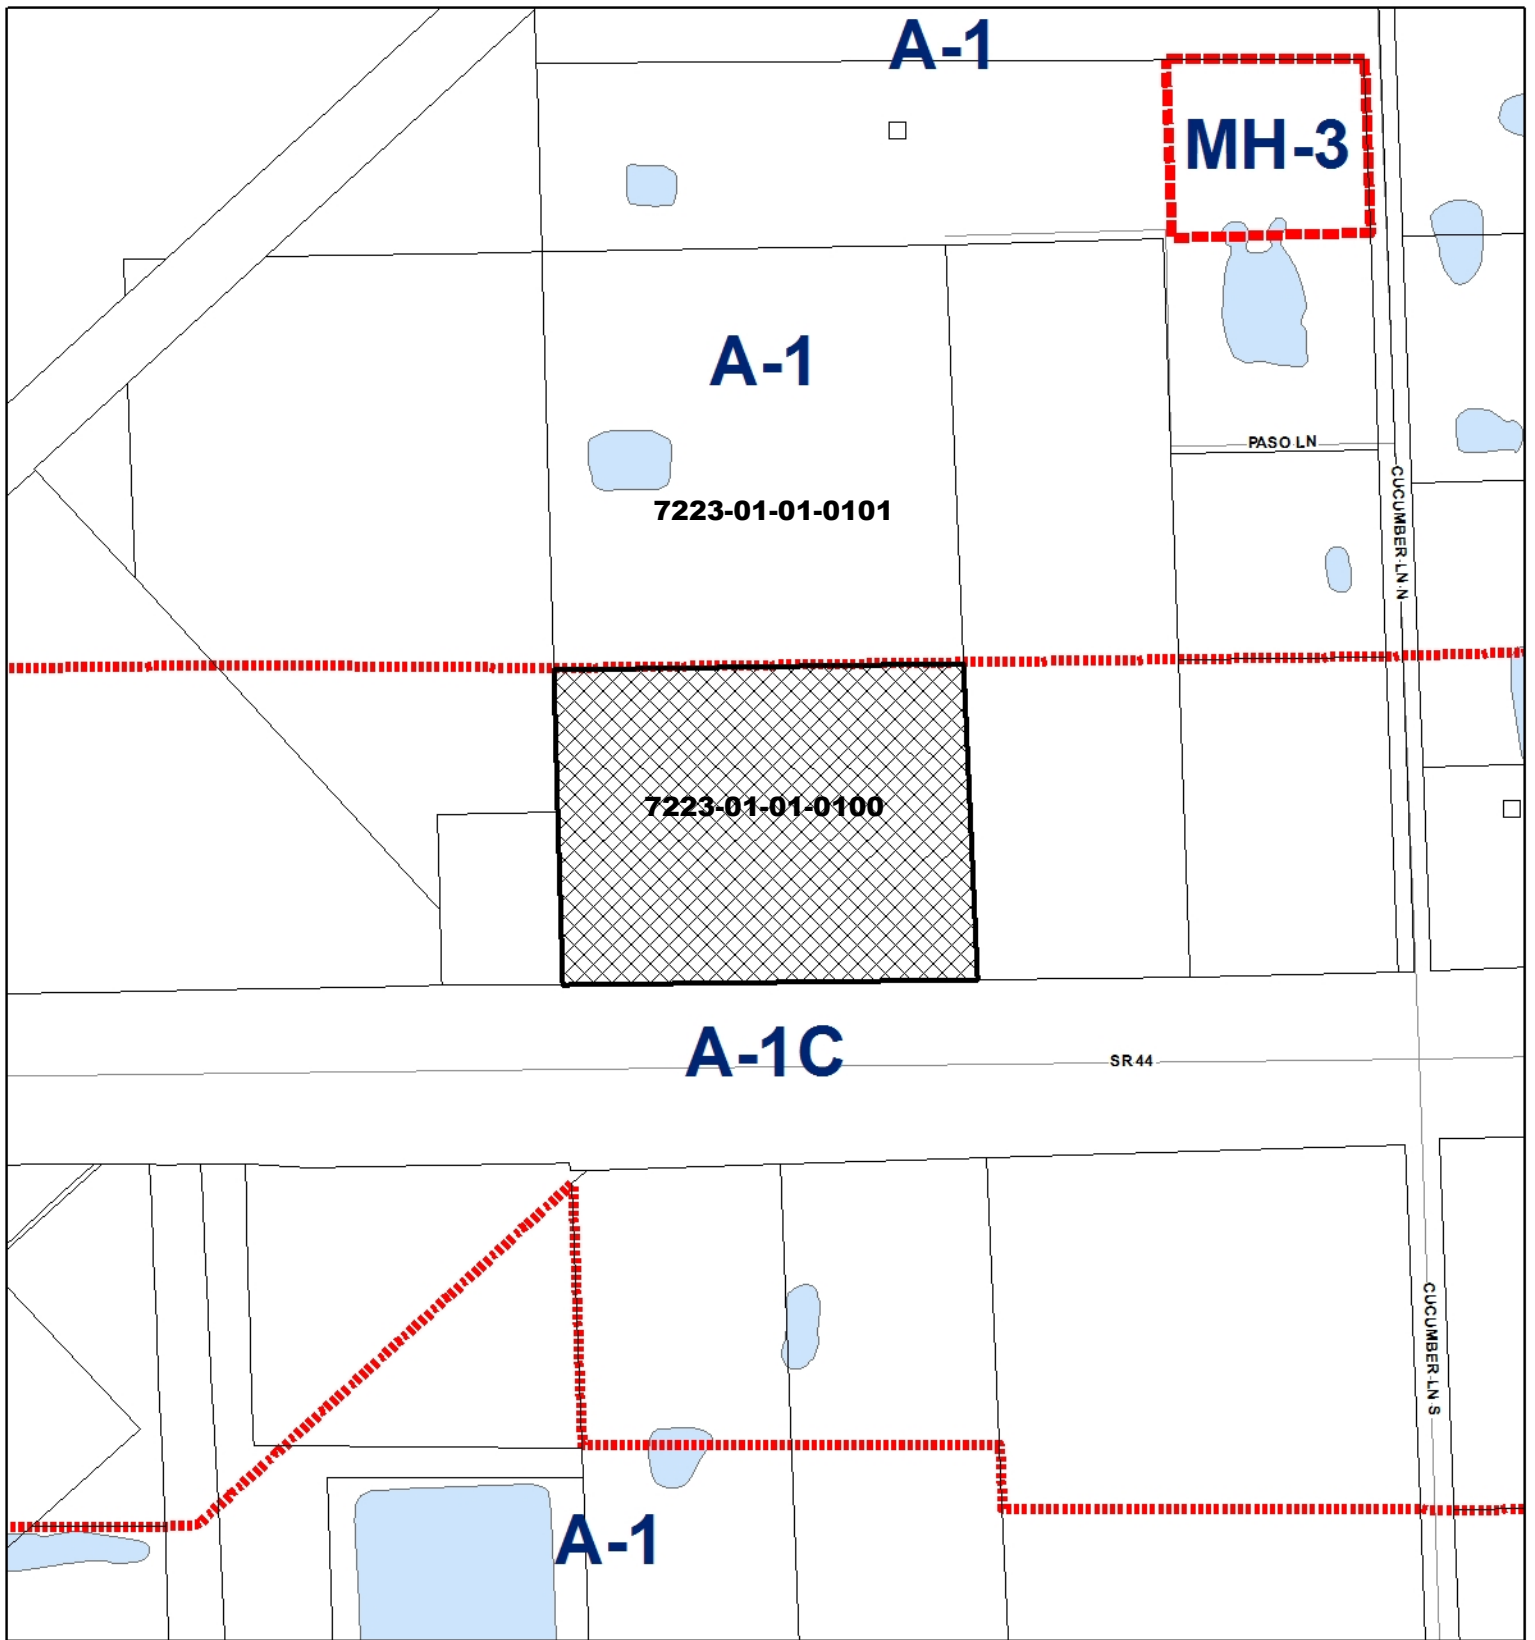 A-1
MH-3
A-1
PASO LN
CUCUMBER LN N
7223-01-01-0101
7223-01-01-0100
A-1C
SR 44
CUCUMBER LN S
A-1